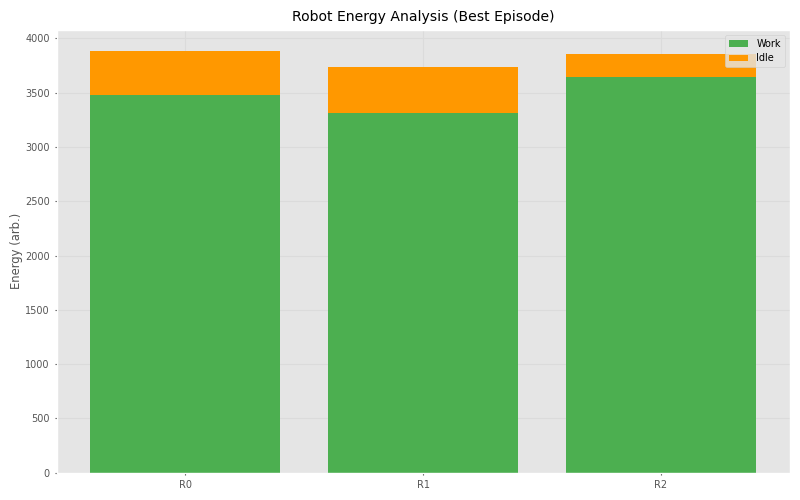 Robot Energy Analysis (Best Episode)
Work
Idle
Energy (arb.)
4000
3500
3000
2500
2000
1500
1000
500
0
R0 R1 R2